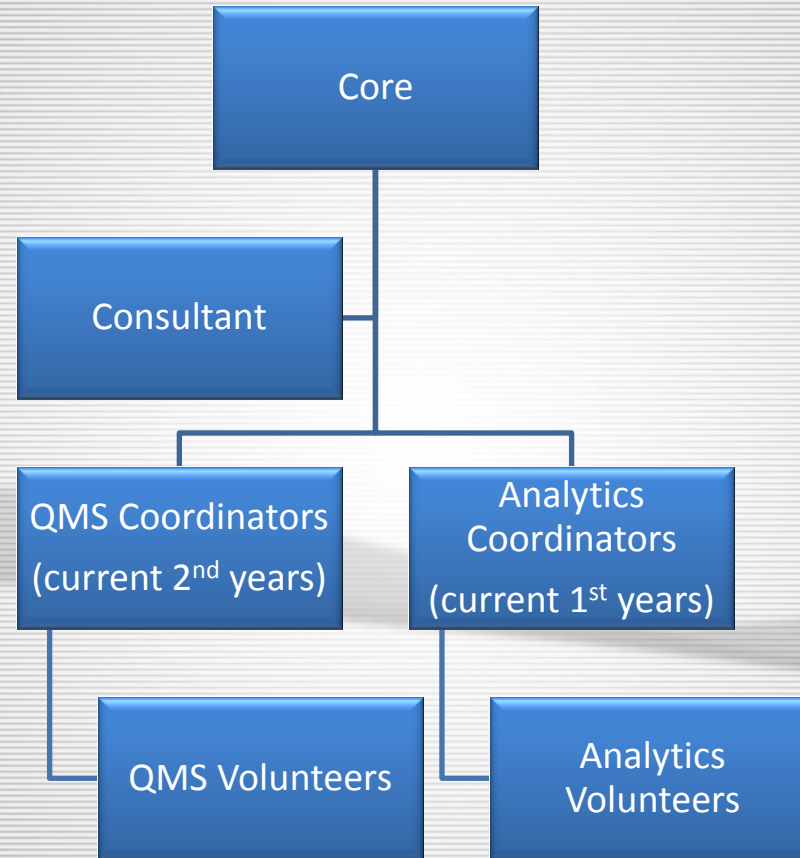 Core
Consultant
QMS Coordinators
(current 2nd years)
Analytics
Coordinators
(current 1st years)
QMS Volunteers
Analytics
Volunteers